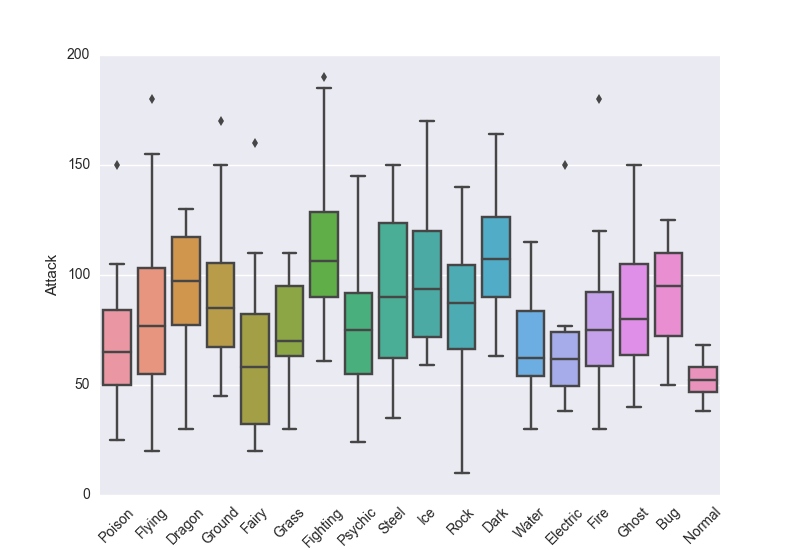 200
150
100
50
0
Attack
Poison
Flying
Dragon
Ground
Fairy
Grass
Fighting
Psychic
Steel
Ice
Rock
Dark
Water
Electric
Fire
Ghost
Bug
Normal